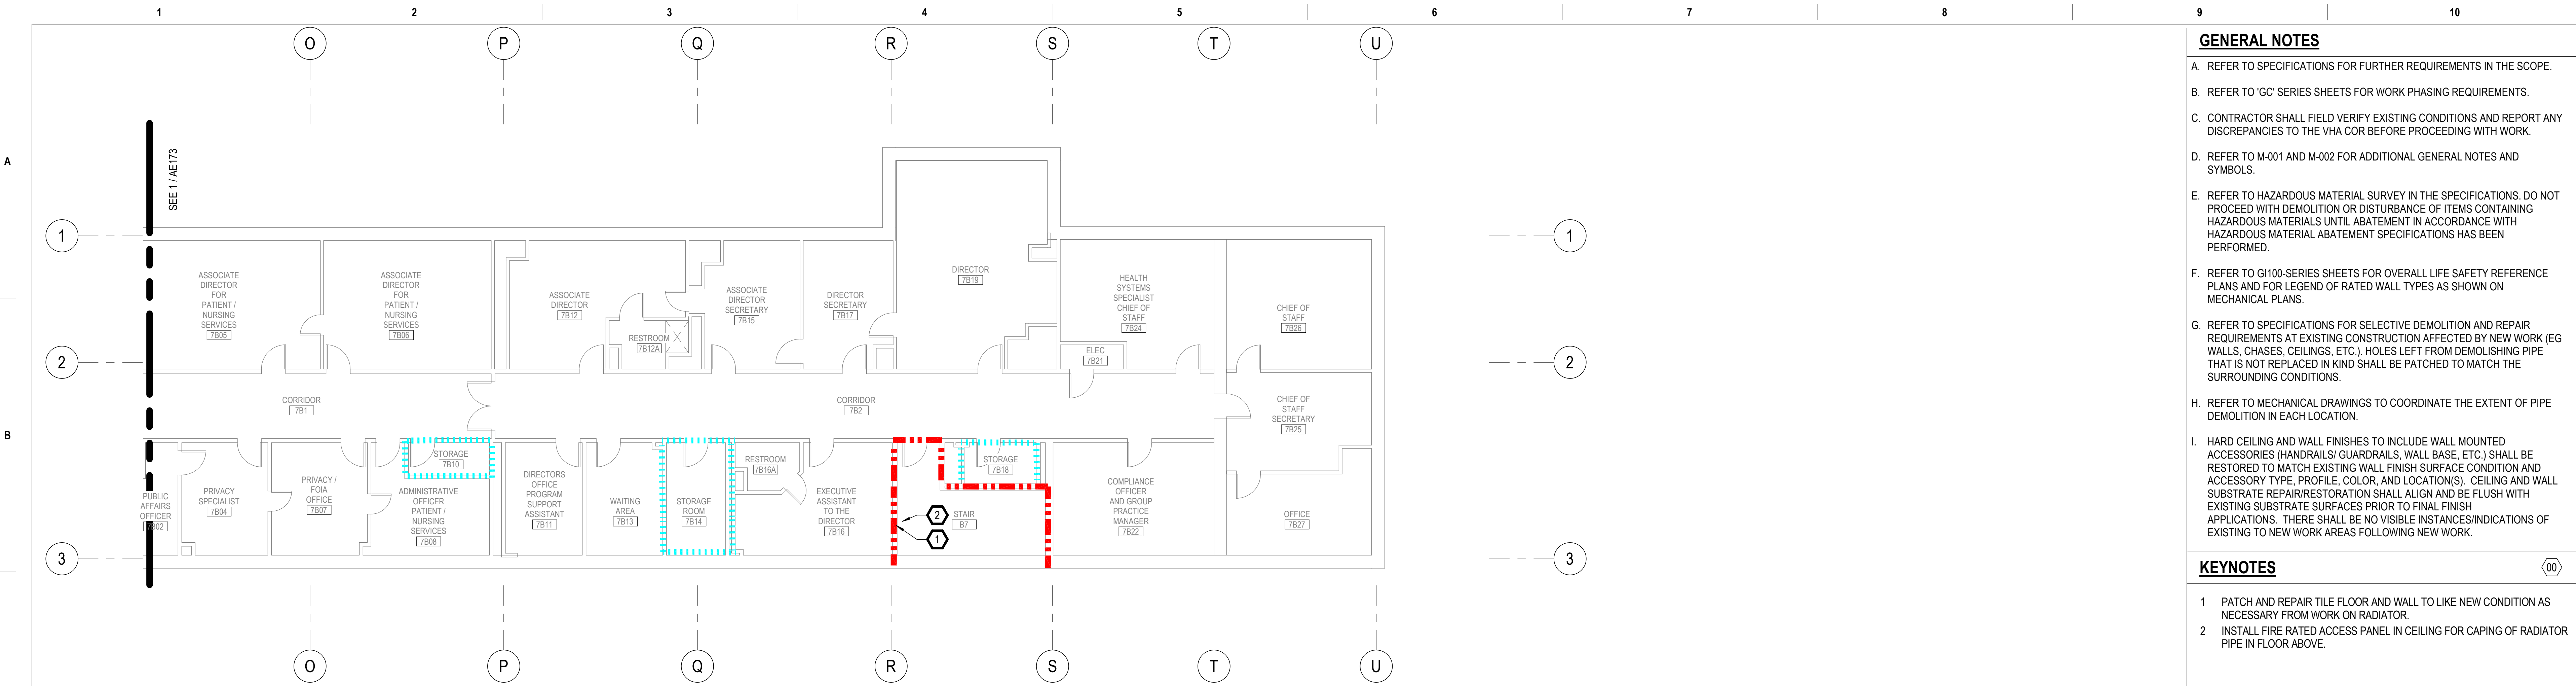 1 2 3 4 5 6 7 8 9 10
O P Q R S T U
A
B
SEE 1 / AE173
1 1
2 2
3 3
ASSOCIATE
DIRECTOR
FOR
PATIENT /
NURSING
SERVICES
7B05
ASSOCIATE
DIRECTOR
FOR
PATIENT /
NURSING
SERVICES
7B06
ASSOCIATE
DIRECTOR
7B12
RESTROOM
7B12A
ASSOCIATE
DIRECTOR
SECRETARY
7B15
DIRECTOR
SECRETARY
7B17
DIRECTOR
7B19
HEALTH
SYSTEMS
SPECIALIST
CHIEF OF
STAFF
7B24
ELEC
7B21
CHIEF OF
STAFF
7B26
CORRIDOR
7B1
CORRIDOR
7B2
CHIEF OF
STAFF
SECRETARY
7B25
PUBLIC
AFFAIRS
OFFICER
7B02
PRIVACY
SPECIALIST
7B04
PRIVACY /
FOIA
OFFICE
7B07
STORAGE
7B10
ADMINISTRATIVE
OFFICER
PATIENT /
NURSING
SERVICES
7B08
DIRECTORS
OFFICE
PROGRAM
SUPPORT
ASSISTANT
7B11
WAITING
AREA
7B13
STORAGE
ROOM
7B14
RESTROOM
7B16A
EXECUTIVE
ASSISTANT
TO THE
DIRECTOR
7B16
2
1
STAIR
B7
STORAGE
7B18
COMPLIANCE
OFFICER
AND GROUP
PRACTICE
MANAGER
7B22
OFFICE
7B27
O P Q R S T U
GENERAL NOTES
A. REFER TO SPECIFICATIONS FOR FURTHER REQUIREMENTS IN THE SCOPE.
B. REFER TO 'GC' SERIES SHEETS FOR WORK PHASING REQUIREMENTS.
C. CONTRACTOR SHALL FIELD VERIFY EXISTING CONDITIONS AND REPORT ANY
DISCREPANCIES TO THE VHA COR BEFORE PROCEEDING WITH WORK.
D. REFER TO M-001 AND M-002 FOR ADDITIONAL GENERAL NOTES AND
SYMBOLS.
E. REFER TO HAZARDOUS MATERIAL SURVEY IN THE SPECIFICATIONS. DO NOT
PROCEED WITH DEMOLITION OR DISTURBANCE OF ITEMS CONTAINING
HAZARDOUS MATERIALS UNTIL ABATEMENT IN ACCORDANCE WITH
HAZARDOUS MATERIAL ABATEMENT SPECIFICATIONS HAS BEEN
PERFORMED.
F. REFER TO GI100-SERIES SHEETS FOR OVERALL LIFE SAFETY REFERENCE
PLANS AND FOR LEGEND OF RATED WALL TYPES AS SHOWN ON
MECHANICAL PLANS.
G. REFER TO SPECIFICATIONS FOR SELECTIVE DEMOLITION AND REPAIR
REQUIREMENTS AT EXISTING CONSTRUCTION AFFECTED BY NEW WORK (EG
WALLS, CHASES, CEILINGS, ETC.). HOLES LEFT FROM DEMOLISHING PIPE
THAT IS NOT REPLACED IN KIND SHALL BE PATCHED TO MATCH THE
SURROUNDING CONDITIONS.
H. REFER TO MECHANICAL DRAWINGS TO COORDINATE THE EXTENT OF PIPE
DEMOLITION IN EACH LOCATION.
I. HARD CEILING AND WALL FINISHES TO INCLUDE WALL MOUNTED
ACCESSORIES (HANDRAILS/ GUARDRAILS, WALL BASE, ETC.) SHALL BE
RESTORED TO MATCH EXISTING WALL FINISH SURFACE CONDITION AND
ACCESSORY TYPE, PROFILE, COLOR, AND LOCATION(S). CEILING AND WALL
SUBSTRATE REPAIR/RESTORATION SHALL ALIGN AND BE FLUSH WITH
EXISTING SUBSTRATE SURFACES PRIOR TO FINAL FINISH
APPLICATIONS. THERE SHALL BE NO VISIBLE INSTANCES/INDICATIONS OF
EXISTING TO NEW WORK AREAS FOLLOWING NEW WORK.
KEYNOTES 00
1 PATCH AND REPAIR TILE FLOOR AND WALL TO LIKE NEW CONDITION AS
NECESSARY FROM WORK ON RADIATOR.
2 INSTALL FIRE RATED ACCESS PANEL IN CEILING FOR CAPING OF RADIATOR
PIPE IN FLOOR ABOVE.